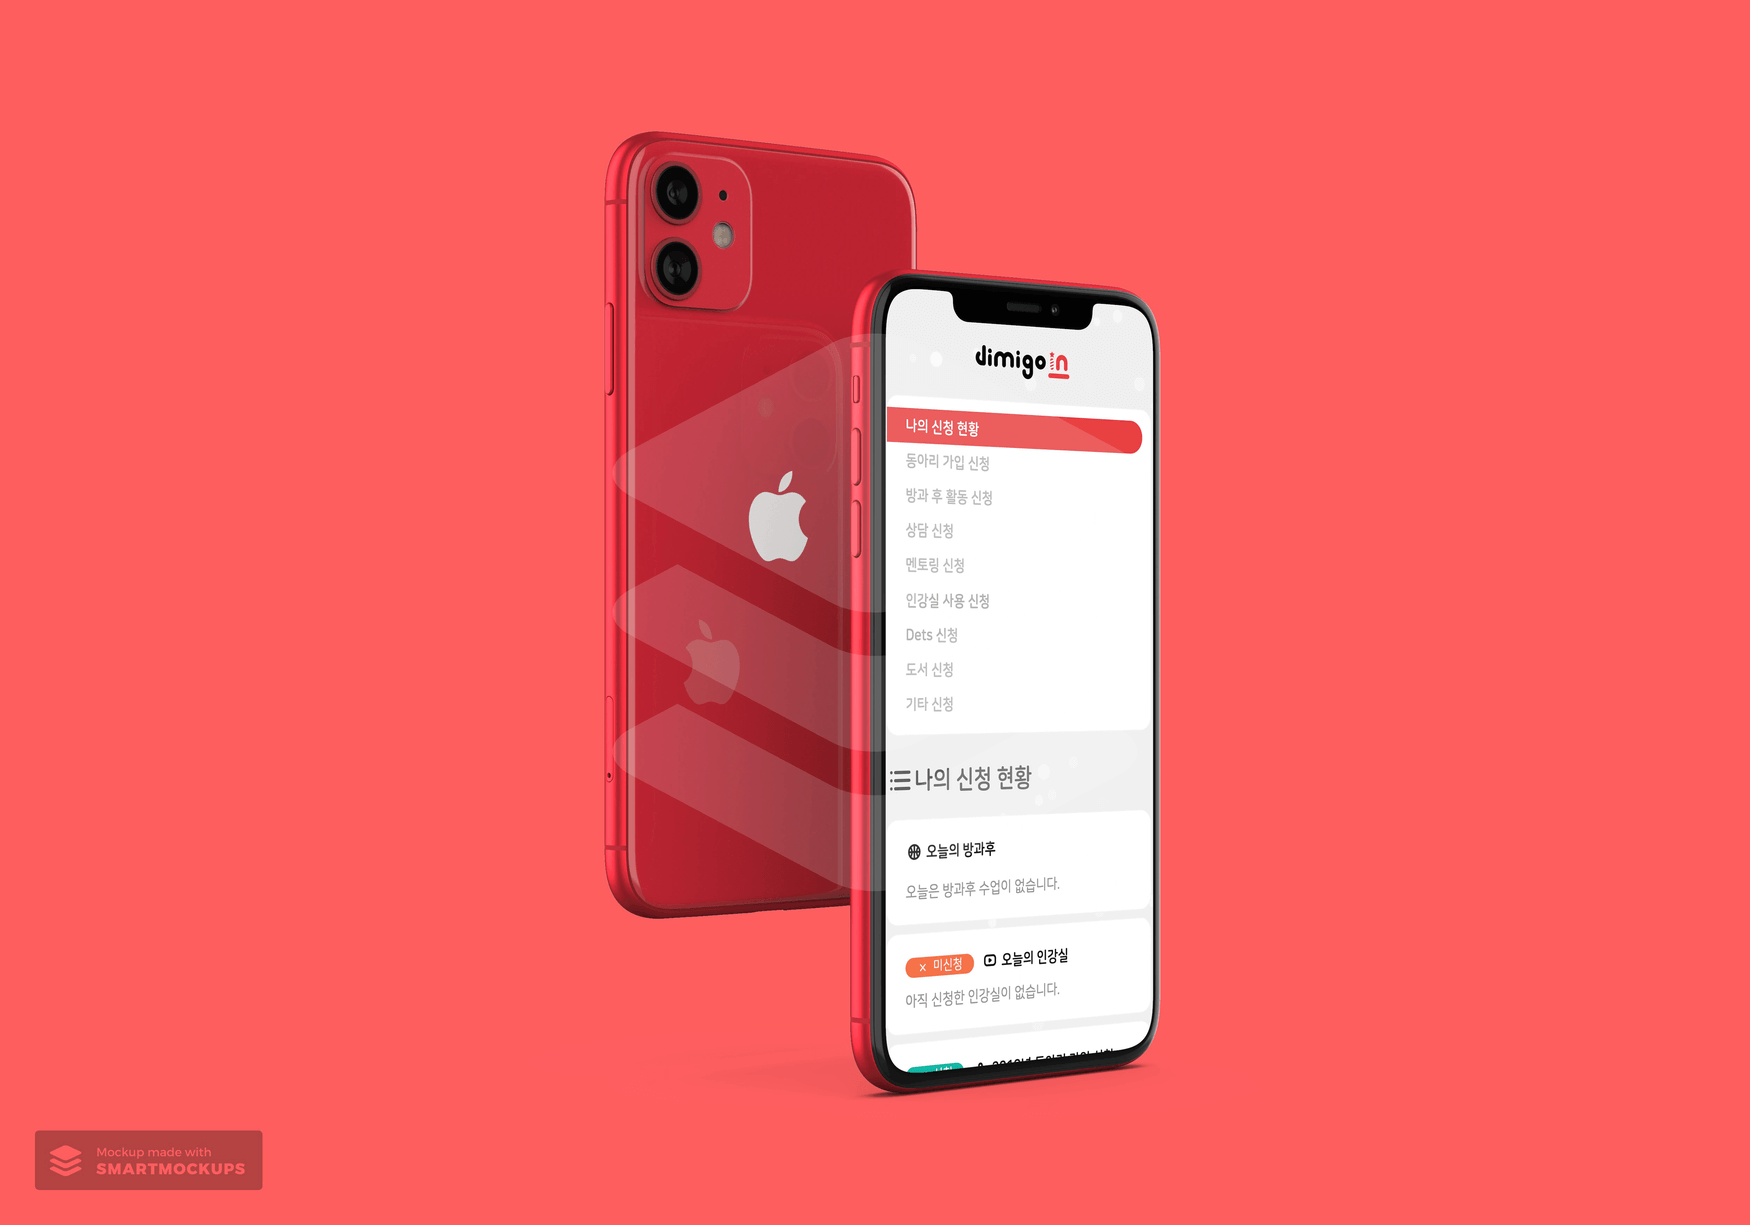 dimigoin
나의 신청 현황
동아리 가입 신청
방과 후 활동 신청
상담 신청
멘토링 신청
인강실 사용 신청
Dets 신청
도서 신청
기타 신청
나의 신청 현황
오늘의 방과후
오늘은 방과후 수업이 없습니다.
× 미신청 오늘의 인강실
아직 신청한 인강실이 없습니다.
Mockup made with
SMARTMOCKUPS